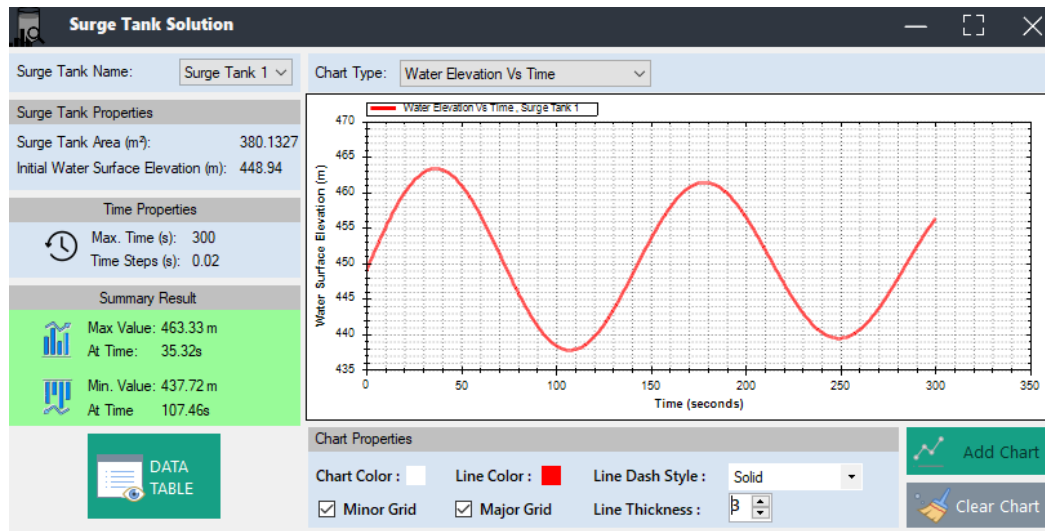 Surge Tank Solution
Surge Tank Name: Surge Tank 1
Chart Type: Water Elevation Vs Time
Surge Tank Properties
Surge Tank Area (m²): 380.1327
Initial Water Surface Elevation (m): 448.94
Time Properties
Max. Time (s): 300
Time Steps (s): 0.02
Summary Result
Max Value: 463.33 m
At Time: 35.32s
Min. Value: 437.72 m
At Time 107.46s
DATA
TABLE
Water Elevation Vs Time , Surge Tank 1
Water Surface Elevation (m)
470
465
460
455
450
445
440
435
0 50 100 150 200 250 300 350
Time (seconds)
Chart Properties
Chart Color : Line Color : Line Dash Style : Solid
Minor Grid Major Grid Line Thickness : 3
Add Chart
Clear Chart